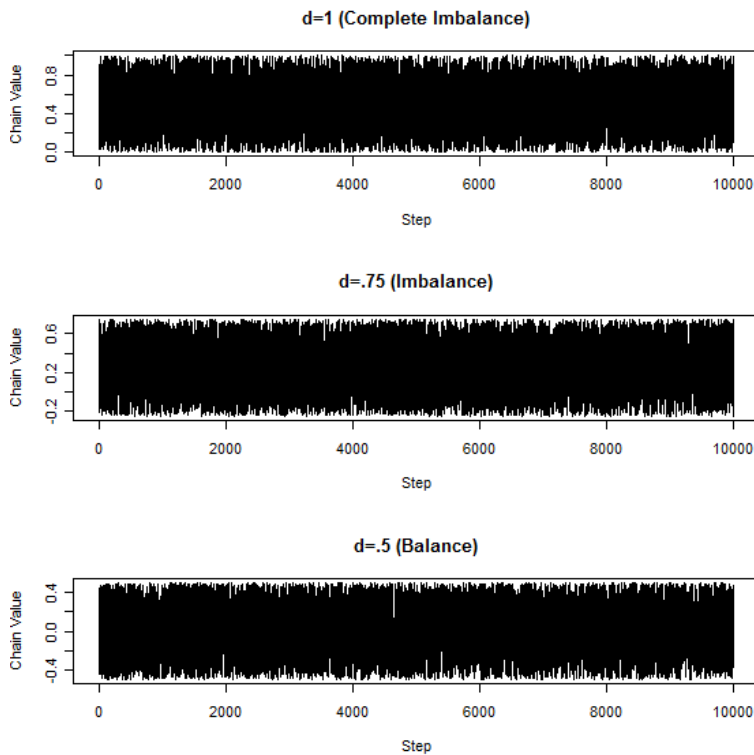 d=1 (Complete Imbalance)
Chain Value
0.0 0.4 0.8
0 2000 4000 6000 8000 10000
Step
d=.75 (Imbalance)
Chain Value
-0.2 0.2 0.6
0 2000 4000 6000 8000 10000
Step
d=.5 (Balance)
Chain Value
-0.4 0.0 0.4
0 2000 4000 6000 8000 10000
Step